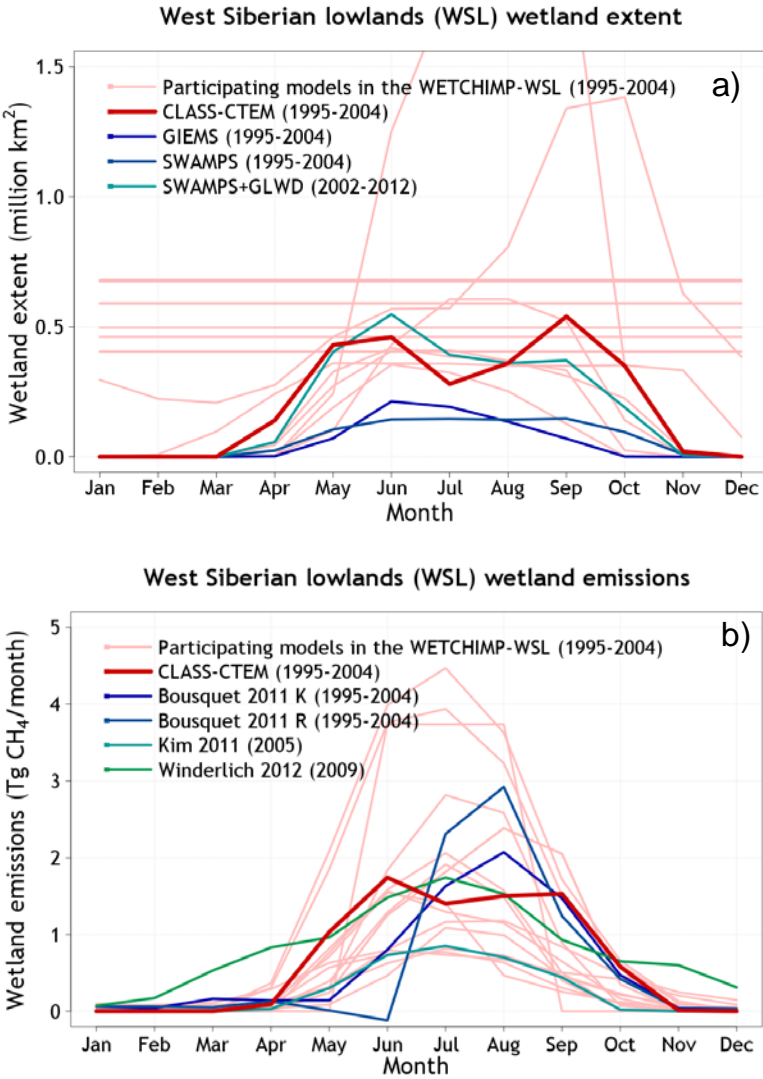 West Siberian lowlands (WSL) wetland extent
a)
Wetland extent (million km²)
1.5
1.0
0.5
0.0
Participating models in the WETCHIMP-WSL (1995-2004)
CLASS-CTEM (1995-2004)
GIEMS (1995-2004)
SWAMPS (1995-2004)
SWAMPS+GLWD (2002-2012)
Jan Feb Mar Apr May Jun Jul Aug Sep Oct Nov Dec
Month
West Siberian lowlands (WSL) wetland emissions
b)
Wetland emissions (Tg CH₄/month)
5
4
3
2
1
0
Participating models in the WETCHIMP-WSL (1995-2004)
CLASS-CTEM (1995-2004)
Bousquet 2011 K (1995-2004)
Bousquet 2011 R (1995-2004)
Kim 2011 (2005)
Winderlich 2012 (2009)
Jan Feb Mar Apr May Jun Jul Aug Sep Oct Nov Dec
Month